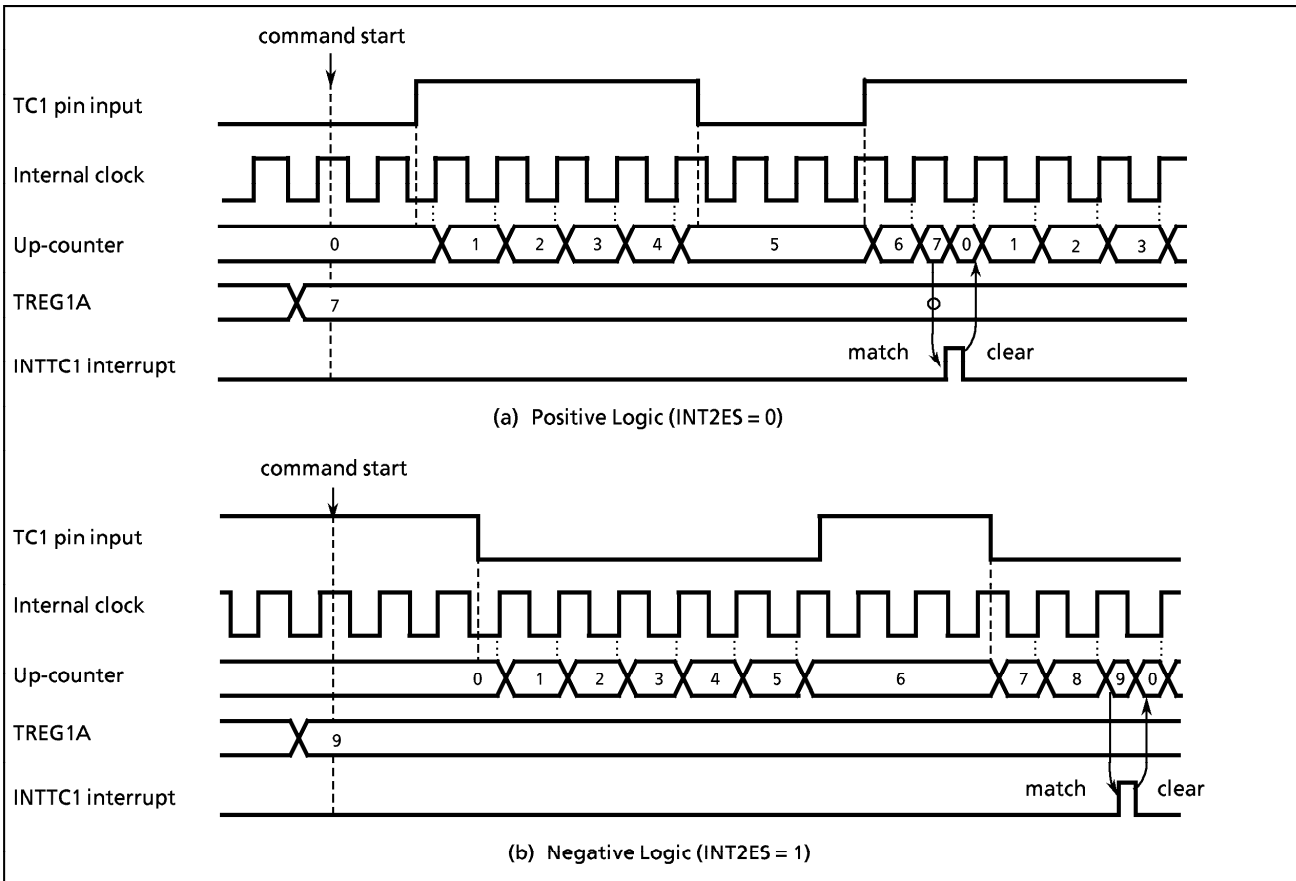 command start
TC1 pin input
Internal clock
Up-counter 0 1 2 3 4 5 6 7 0 1 2 3
TREG1A 7
match clear
INTTC1 interrupt
(a) Positive Logic (INT2ES = 0)
command start
TC1 pin input
Internal clock
Up-counter 0 1 2 3 4 5 6 7 8 9 0
TREG1A 9
match clear
INTTC1 interrupt
(b) Negative Logic (INT2ES = 1)